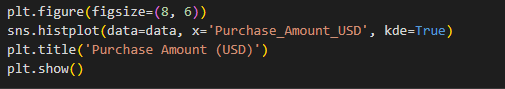 plt.figure(figsize=(8, 6))
sns.histplot(data=data, x='Purchase_Amount_USD', kde=True)
plt.title('Purchase Amount (USD)')
plt.show()